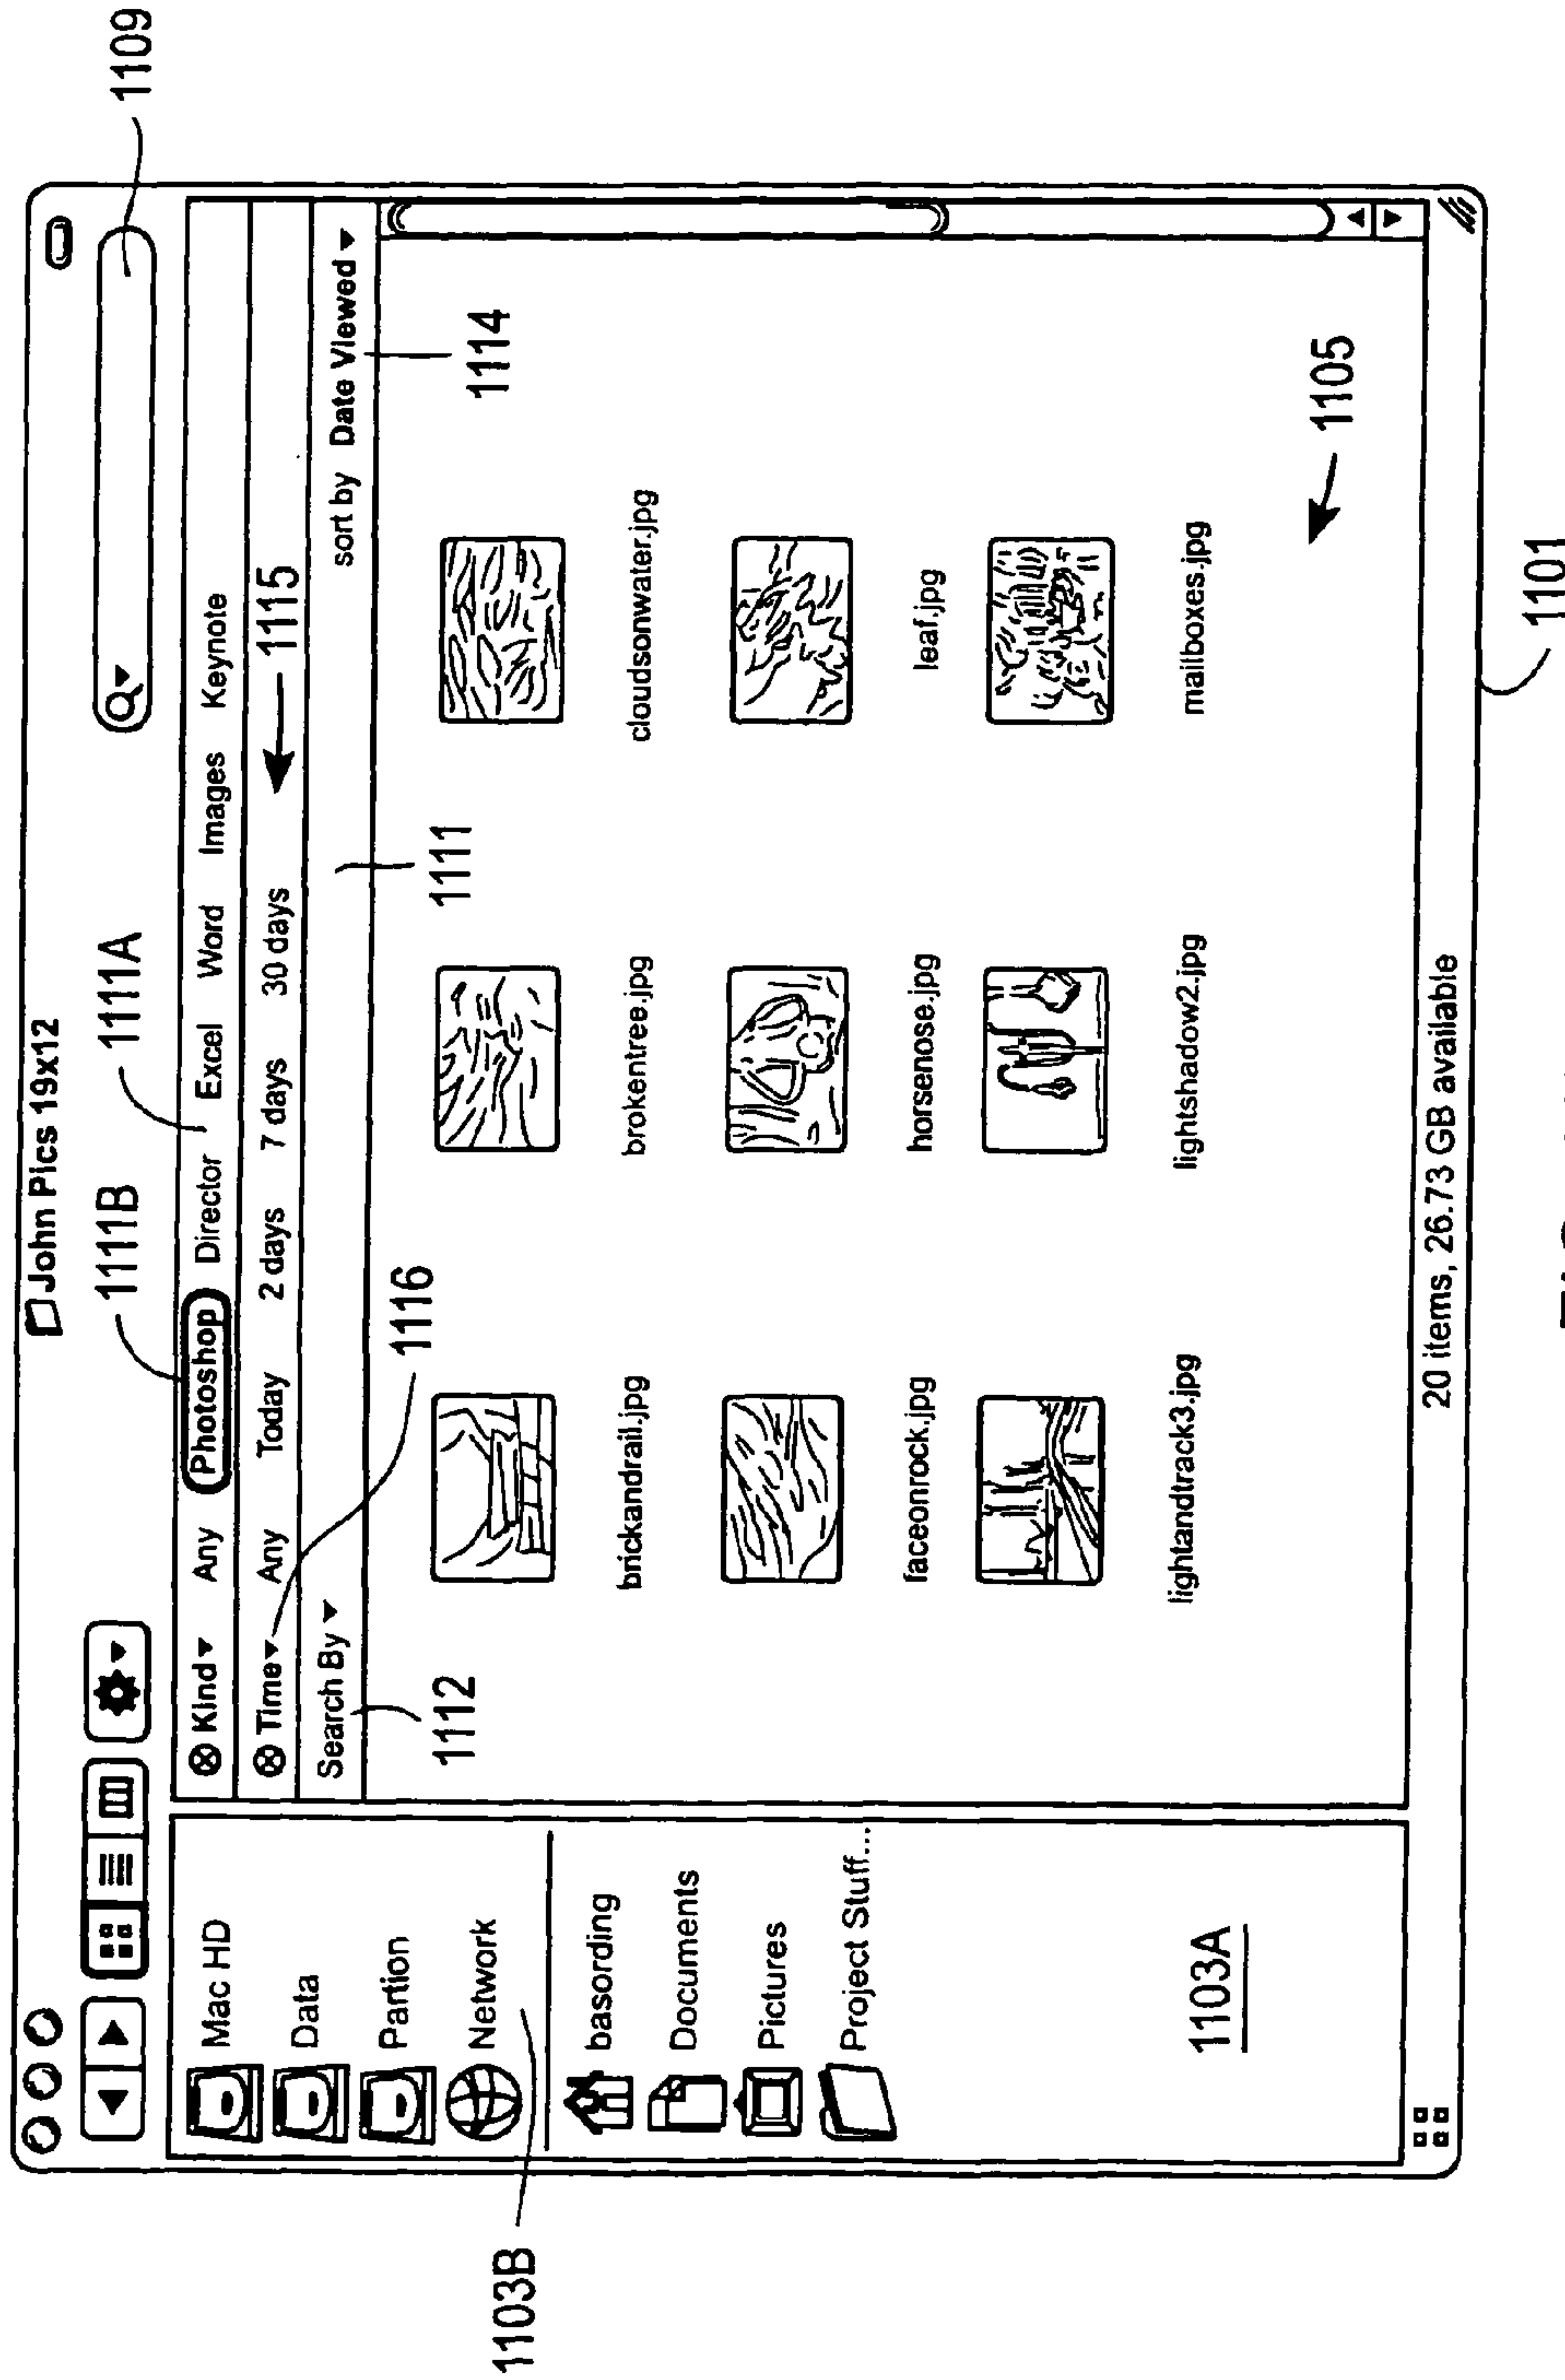 John Pics 19x12
1109
1111B
1111A
Kind Any Photoshop Director Excel Word Images Keynote
Time Any Today 2 days 7 days 30 days
1115
Search By
sort by Date Viewed
1112
1116
1111
1114
Mac HD
Data
Partion
Network
1103B
basording
Documents
Pictures
Project Stuff...
1103A
brickandrail.jpg
brokentree.jpg
cloudsonwater.jpg
faceonrock.jpg
horsenose.jpg
leaf.jpg
lightandtrack3.jpg
lightshadow2.jpg
mailboxes.jpg
1105
20 items, 26.73 GB available
1101